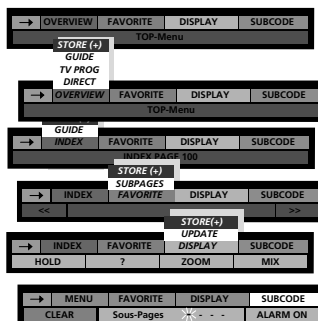 → OVERVIEW FAVORITE DISPLAY SUBCODE
TOP-Menu
STORE (+)
GUIDE
TV PROG
DIRECT
→ OVERVIEW FAVORITE DISPLAY SUBCODE
TOP-Menu
GUIDE
→ INDEX FAVORITE DISPLAY SUBCODE
INDEX PAGE 100
STORE (+)
SUBPAGES
→ INDEX FAVORITE DISPLAY SUBCODE
<< >>
STORE(+)
UPDATE
→ INDEX FAVORITE DISPLAY SUBCODE
HOLD ? ZOOM MIX
→ MENU FAVORITE DISPLAY SUBCODE
CLEAR Sous-Pages - - - ALARM ON